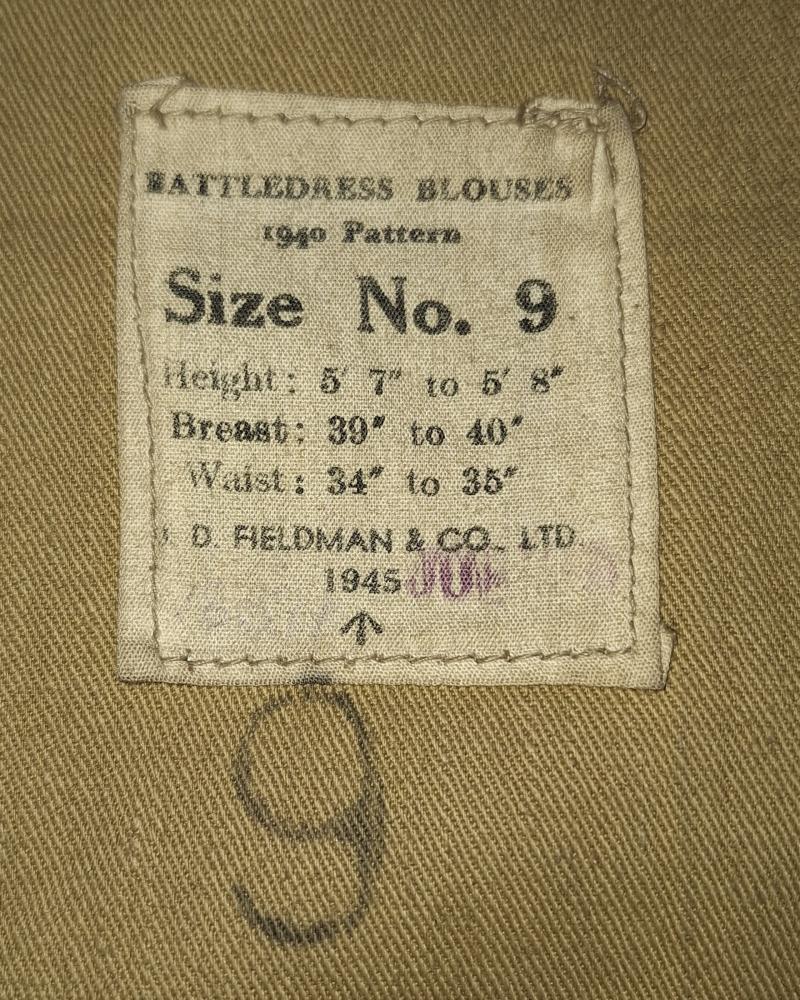 BATTLEDRESS BLOUSES
1940 Pattern
Size No. 9
Height: 5' 7" to 5' 8"
Breast: 39" to 40"
Waist: 34" to 35"
D. FIELDMAN & CO., LTD.
1945
9